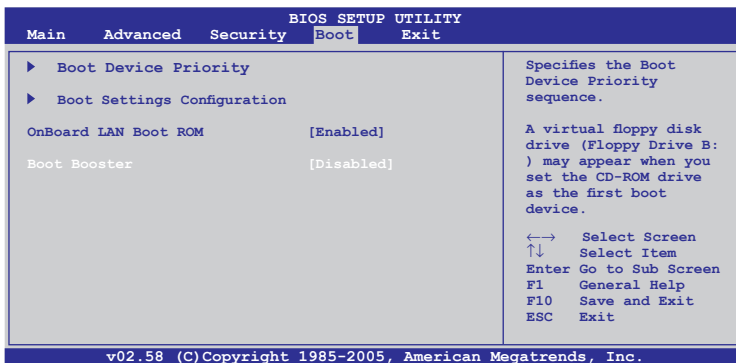 BIOS SETUP UTILITY
Main Advanced Security Boot Exit
Boot Device Priority
Boot Settings Configuration
OnBoard LAN Boot ROM [Enabled]
Boot Booster [Disabled]
Specifies the Boot
Device Priority
sequence.
A virtual floppy disk
drive (Floppy Drive B:
) may appear when you
set the CD-ROM drive
as the first boot
device.
←→ Select Screen
↑↓ Select Item
Enter Go to Sub Screen
F1 General Help
F10 Save and Exit
ESC Exit
v02.58 (C)Copyright 1985-2005, American Megatrends, Inc.